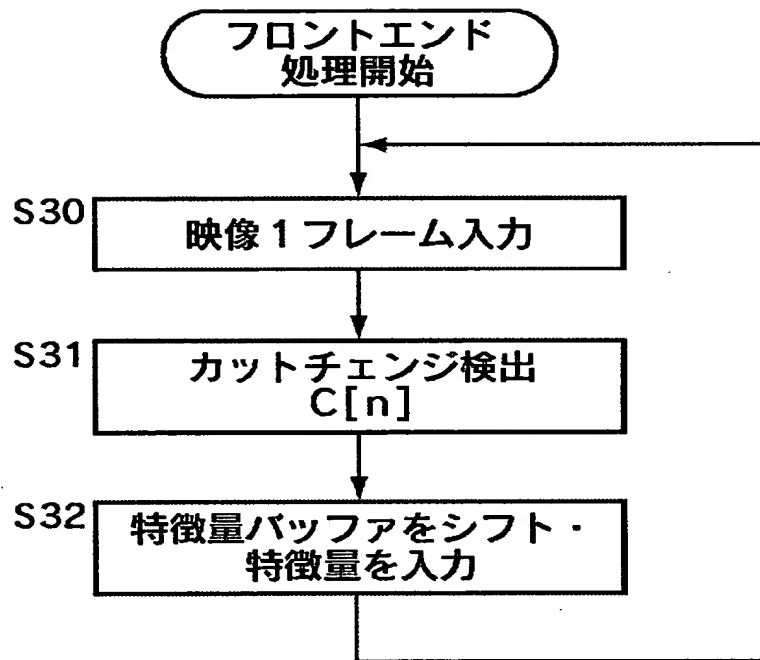 フロントエンド
処理開始
S30
映像1フレーム入力
S31
カットチェンジ検出
C[n]
S32
特徴量バッファをシフト・
特徴量を入力